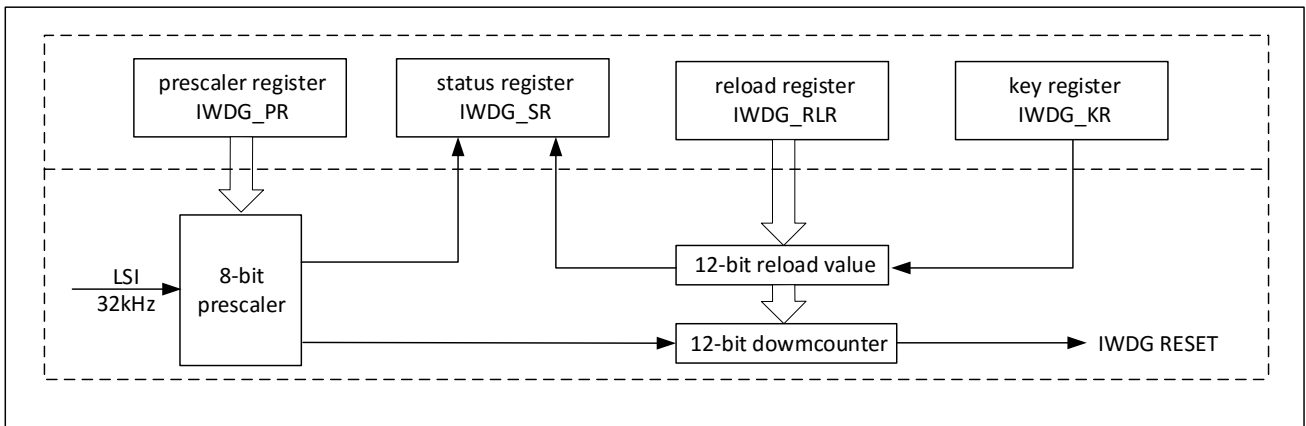 prescaler register
IWDG_PR
status register
IWDG_SR
reload register
IWDG_RLR
key register
IWDG_KR
LSI
32kHz
8-bit
prescaler
12-bit reload value
12-bit dowmcounter
IWDG RESET